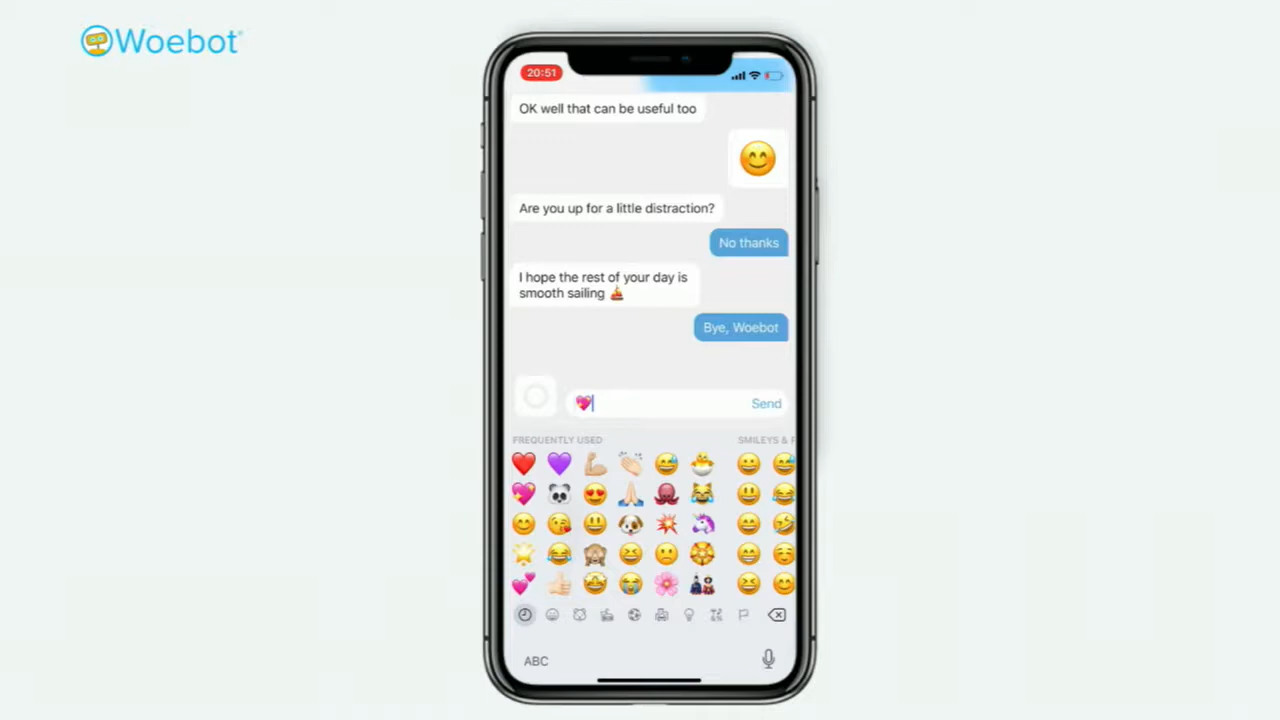 Woebot
20:51
OK well that can be useful too
Are you up for a little distraction?
No thanks
I hope the rest of your day is
smooth sailing
Bye, Woebot
Send
FREQUENTLY USED
SMILEYS &
ABC